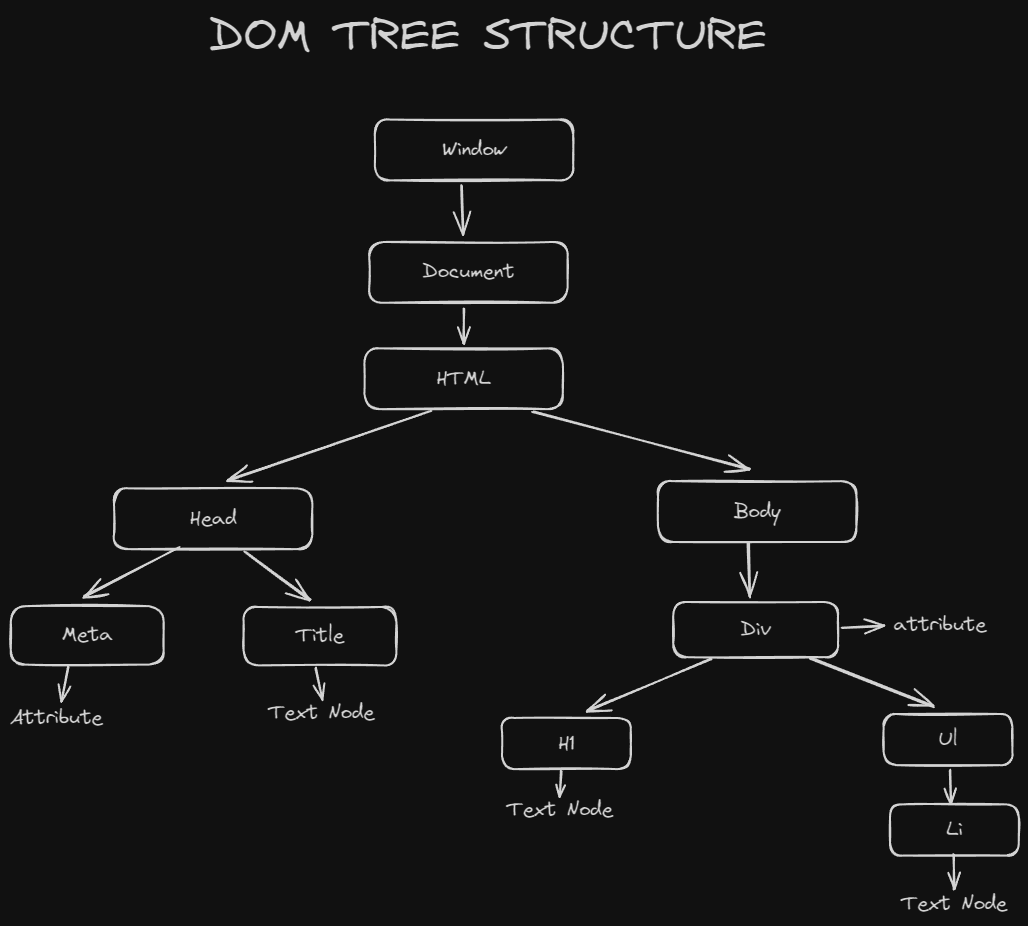 DOM TREE STRUCTURE
Window
Document
HTML
Head
Body
Meta
Title
Div
attribute
Attribute
Text Node
H1
Ul
Text Node
Li
Text Node